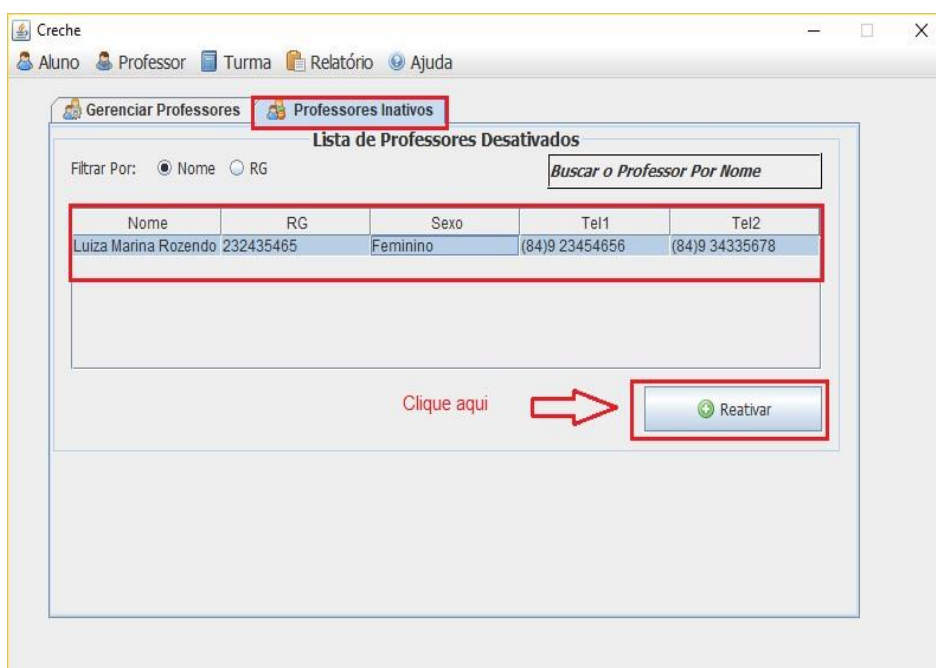 Creche
Aluno Professor Turma Relatório Ajuda
Gerenciar Professores Professores Inativos
Lista de Professores Desativados
Filtrar Por: Nome RG Buscar o Professor Por Nome
Nome RG Sexo Tel1 Tel2
Luiza Marina Rozendo 232435465 Feminino (84)9 23454656 (84)9 34335678
Clique aqui Reativar